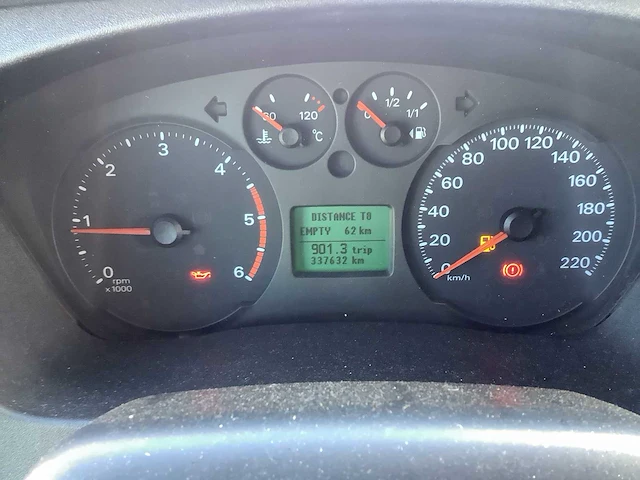 60 120
°C
0 1/2 1/1
0 1 2 3 4 5 6
rpm
x1000
DISTANCE TO
EMPTY 62 km
901.3 trip
337632 km
0 20 40 60 80 100 120 140 160 180 200 220
km/h